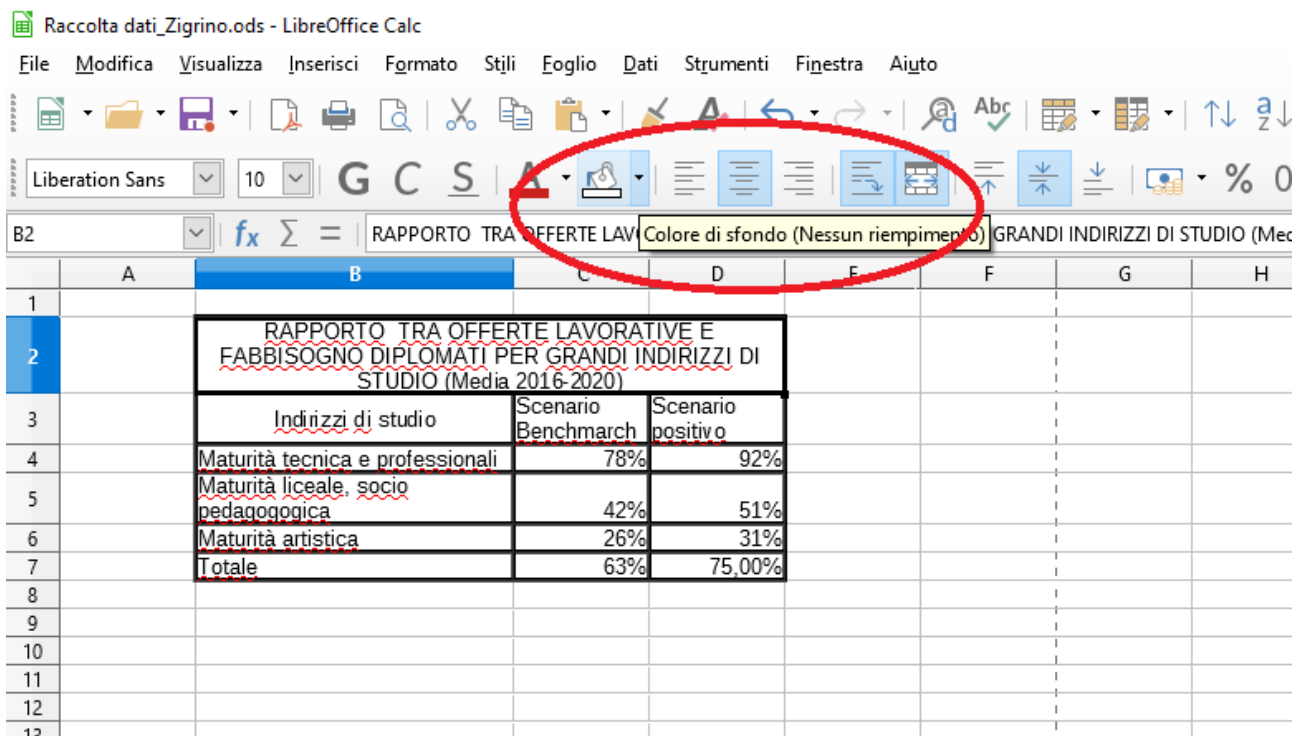 Raccolta dati_Zigrino.ods - LibreOffice Calc
File Modifica Visualizza Inserisci Formato Stili Foglio Dati Strumenti Finestra Aiuto
Abc
Liberation Sans 10 G C S A % 0
B2 fx Σ = RAPPORTO TRA OFFERTE LAV GRANDI INDIRIZZI DI STUDIO (Med
Colore di sfondo (Nessun riempimento)
A B C D E F G H
1
2 RAPPORTO TRA OFFERTE LAVORATIVE E
FABBISOGNO DIPLOMATI PER GRANDI INDIRIZZI DI
STUDIO (Media 2016-2020)
3 Indirizzi di studio Scenario Benchmarch Scenario positivo
4 Maturità tecnica e professionali 78% 92%
5 Maturità liceale, socio
pedagogogica 42% 51%
6 Maturità artistica 26% 31%
7 Totale 63% 75,00%
8
9
10
11
12
13